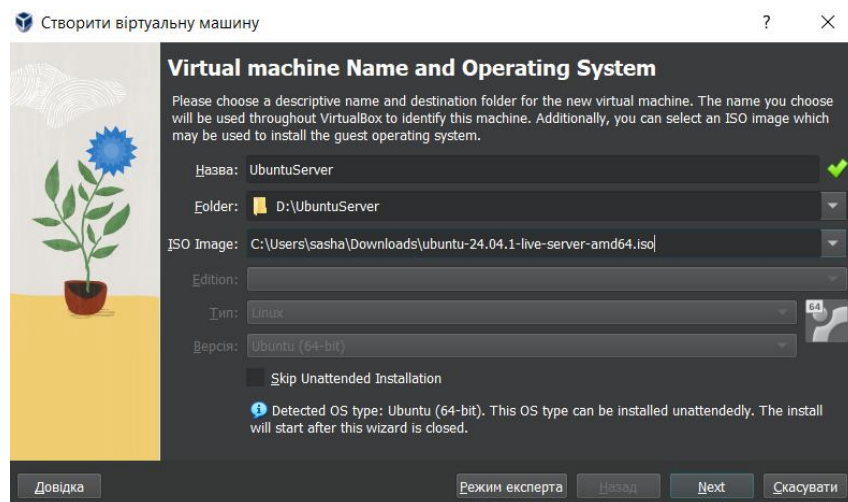 Створити віртуальну машину
Virtual machine Name and Operating System
Please choose a descriptive name and destination folder for the new virtual machine. The name you choose
will be used throughout VirtualBox to identify this machine. Additionally, you can select an ISO image which
may be used to install the guest operating system.
Назва: UbuntuServer
Folder: D:\UbuntuServer
ISO Image: C:\Users\sasha\Downloads\ubuntu-24.04.1-live-server-amd64.iso
Edition:
Тип: Linux
64
Версія: Ubuntu (64-bit)
Skip Unattended Installation
Detected OS type: Ubuntu (64-bit). This OS type can be installed unattendedly. The install
will start after this wizard is closed.
Довідка Режим експерта Назад Next Скасувати